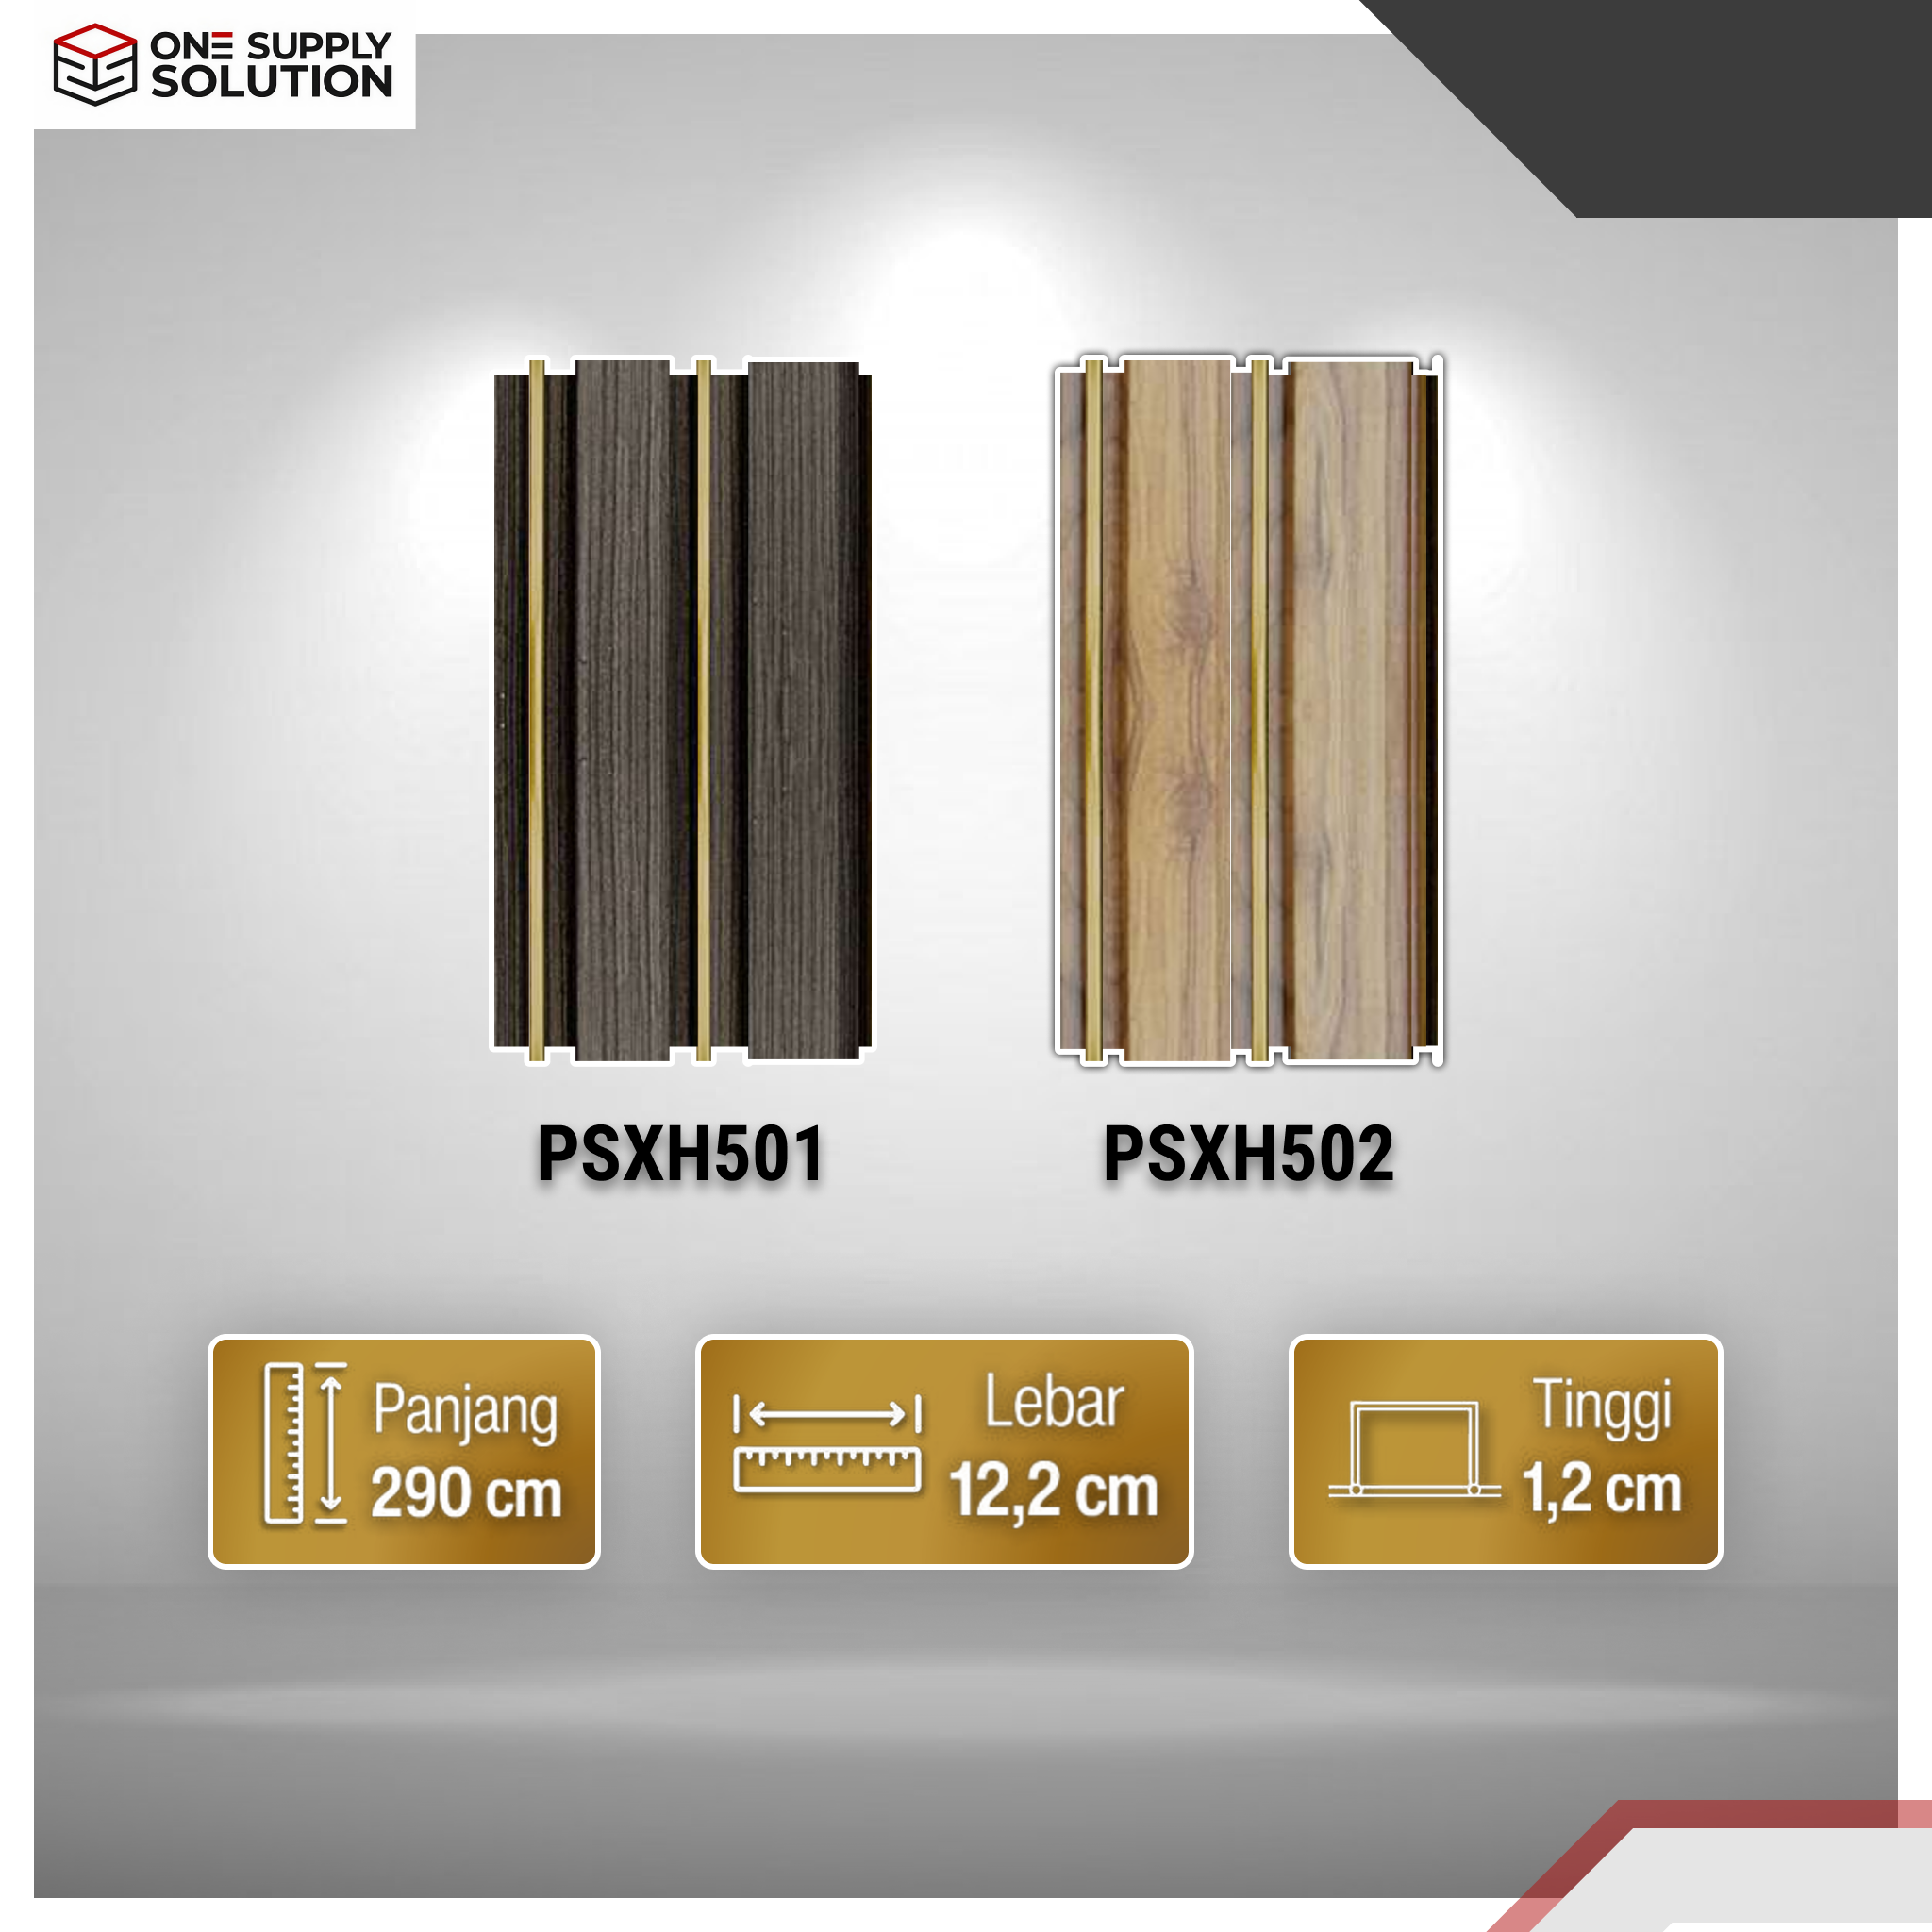 ONE SUPPLY
SOLUTION
PSXH501
PSXH502
Panjang
290 cm
Lebar
12,2 cm
Tinggi
1,2 cm